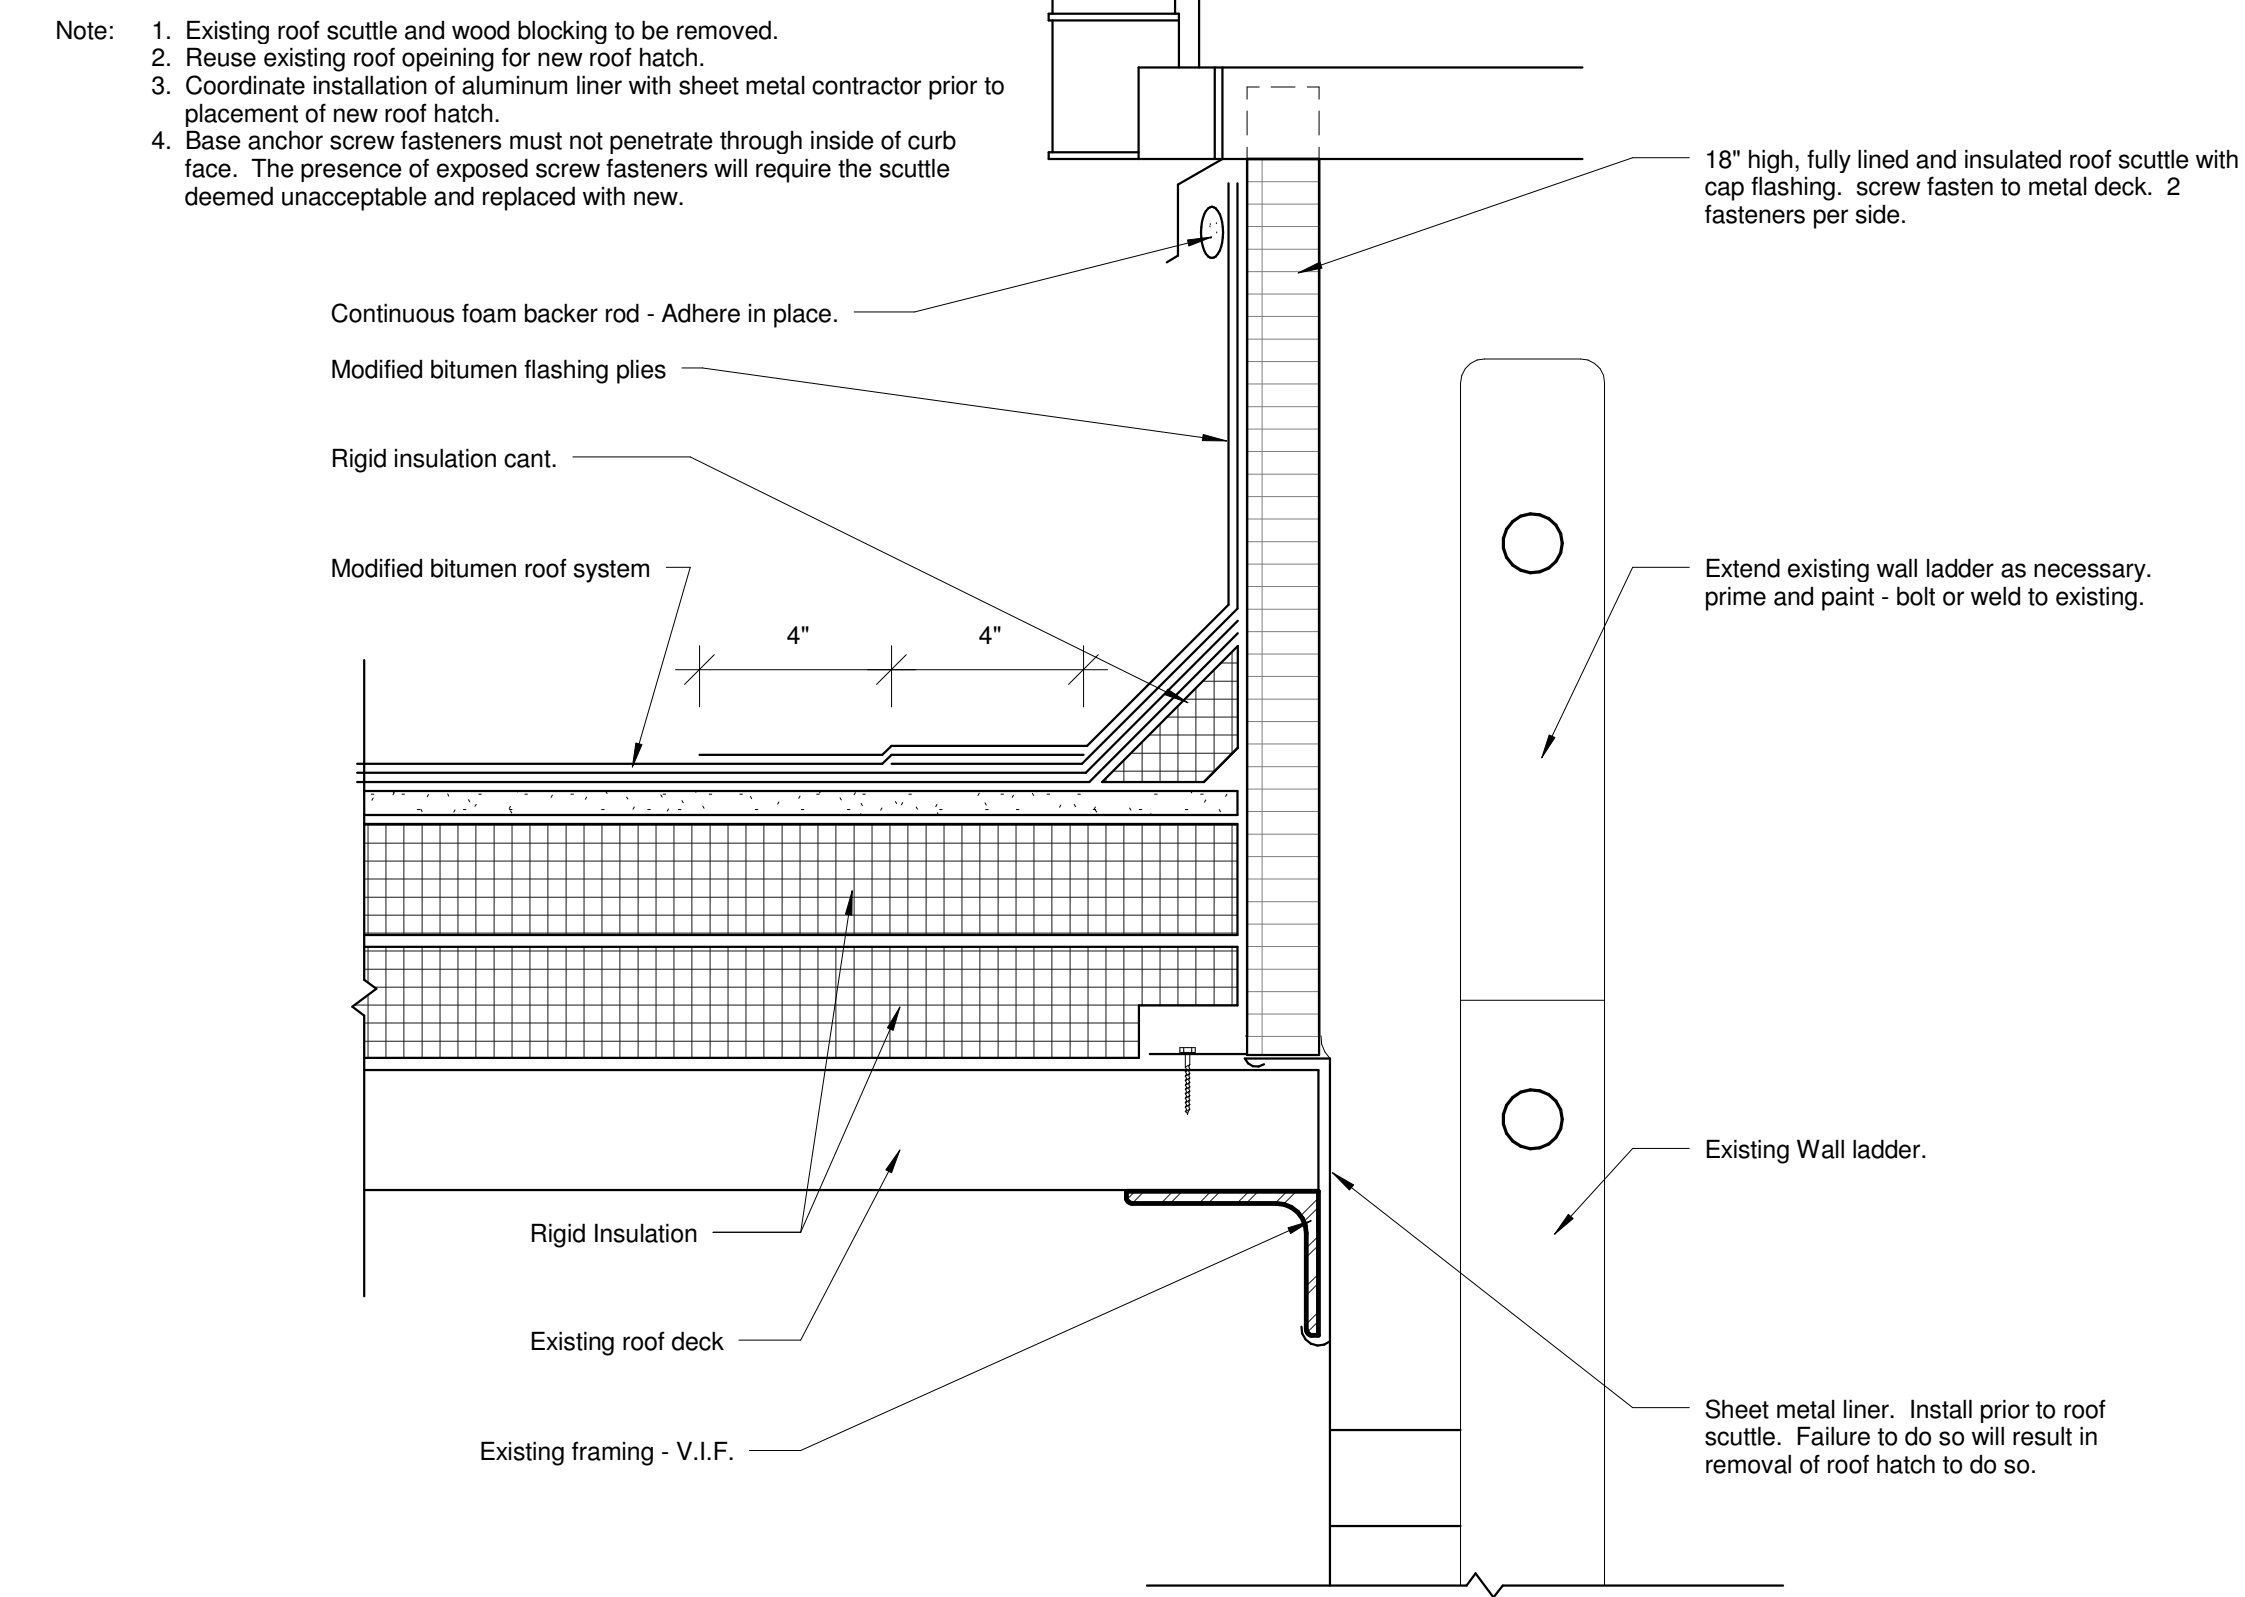 Note: 1. Existing roof scuttle and wood blocking to be removed.
2. Reuse existing roof opeining for new roof hatch.
3. Coordinate installation of aluminum liner with sheet metal contractor prior to
placement of new roof hatch.
4. Base anchor screw fasteners must not penetrate through inside of curb
face. The presence of exposed screw fasteners will require the scuttle
deemed unacceptable and replaced with new.
18" high, fully lined and insulated roof scuttle with
cap flashing. screw fasten to metal deck. 2
fasteners per side.
Continuous foam backer rod - Adhere in place.
Modified bitumen flashing plies
Rigid insulation cant.
Modified bitumen roof system
Extend existing wall ladder as necessary.
prime and paint - bolt or weld to existing.
4" 4"
Existing Wall ladder.
Rigid Insulation
Existing roof deck
Existing framing - V.I.F.
Sheet metal liner. Install prior to roof
scuttle. Failure to do so will result in
removal of roof hatch to do so.